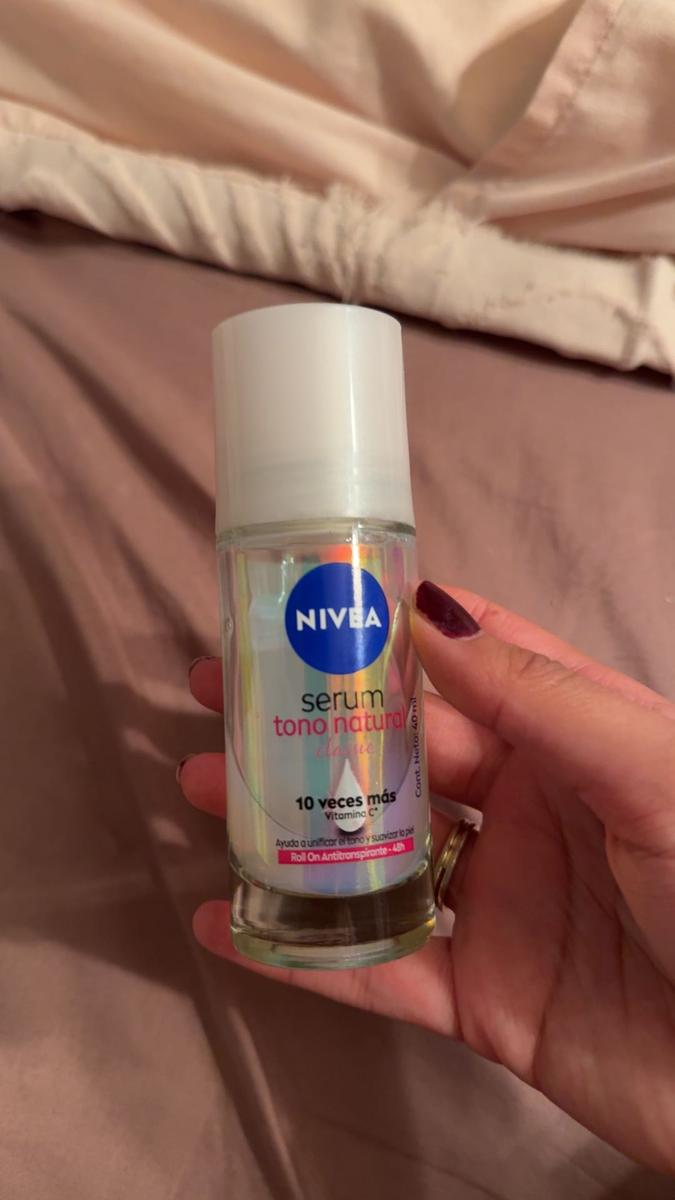 NIVEA
serum
tono natural
classic
10 veces más
Vitamina C*
Ayuda a unificar el tono y suavizar la piel
Roll On Antitranspirante - 48h
Cont. Neto: 40 ml